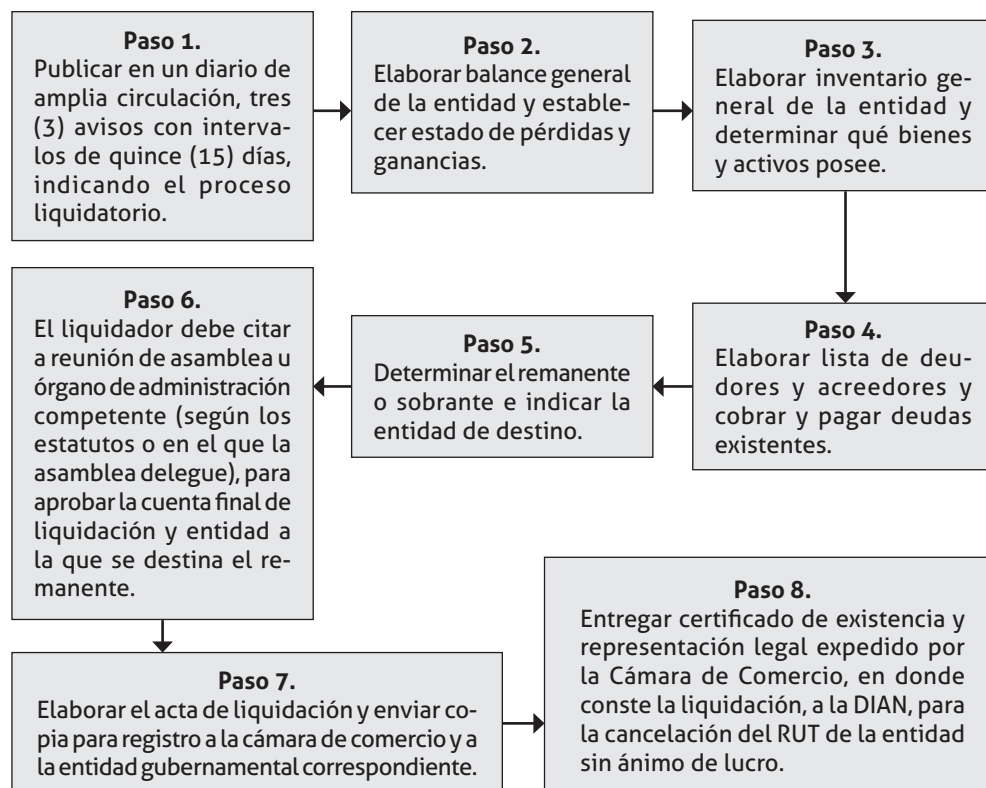 Paso 1.
Publicar en un diario de
amplia circulación, tres
(3) avisos con interva-
los de quince (15) días,
indicando el proceso
liquidatorio.
Paso 2.
Elaborar balance general
de la entidad y estable-
cer estado de pérdidas y
ganancias.
Paso 3.
Elaborar inventario ge-
neral de la entidad y
determinar qué bienes
y activos posee.
Paso 4.
Elaborar lista de deu-
dores y acreedores y
cobrar y pagar deudas
existentes.
Paso 5.
Determinar el remanente
o sobrante e indicar la
entidad de destino.
Paso 6.
El liquidador debe citar
a reunión de asamblea u
órgano de administración
competente (según los
estatutos o en el que la
asamblea delegue), para
aprobar la cuenta final de
liquidación y entidad a
la que se destina el re-
manente.
Paso 7.
Elaborar el acta de liquidación y enviar co-
pia para registro a la cámara de comercio y a
la entidad gubernamental correspondiente.
Paso 8.
Entregar certificado de existencia y
representación legal expedido por
la Cámara de Comercio, en donde
conste la liquidación, a la DIAN, para
la cancelación del RUT de la entidad
sin ánimo de lucro.